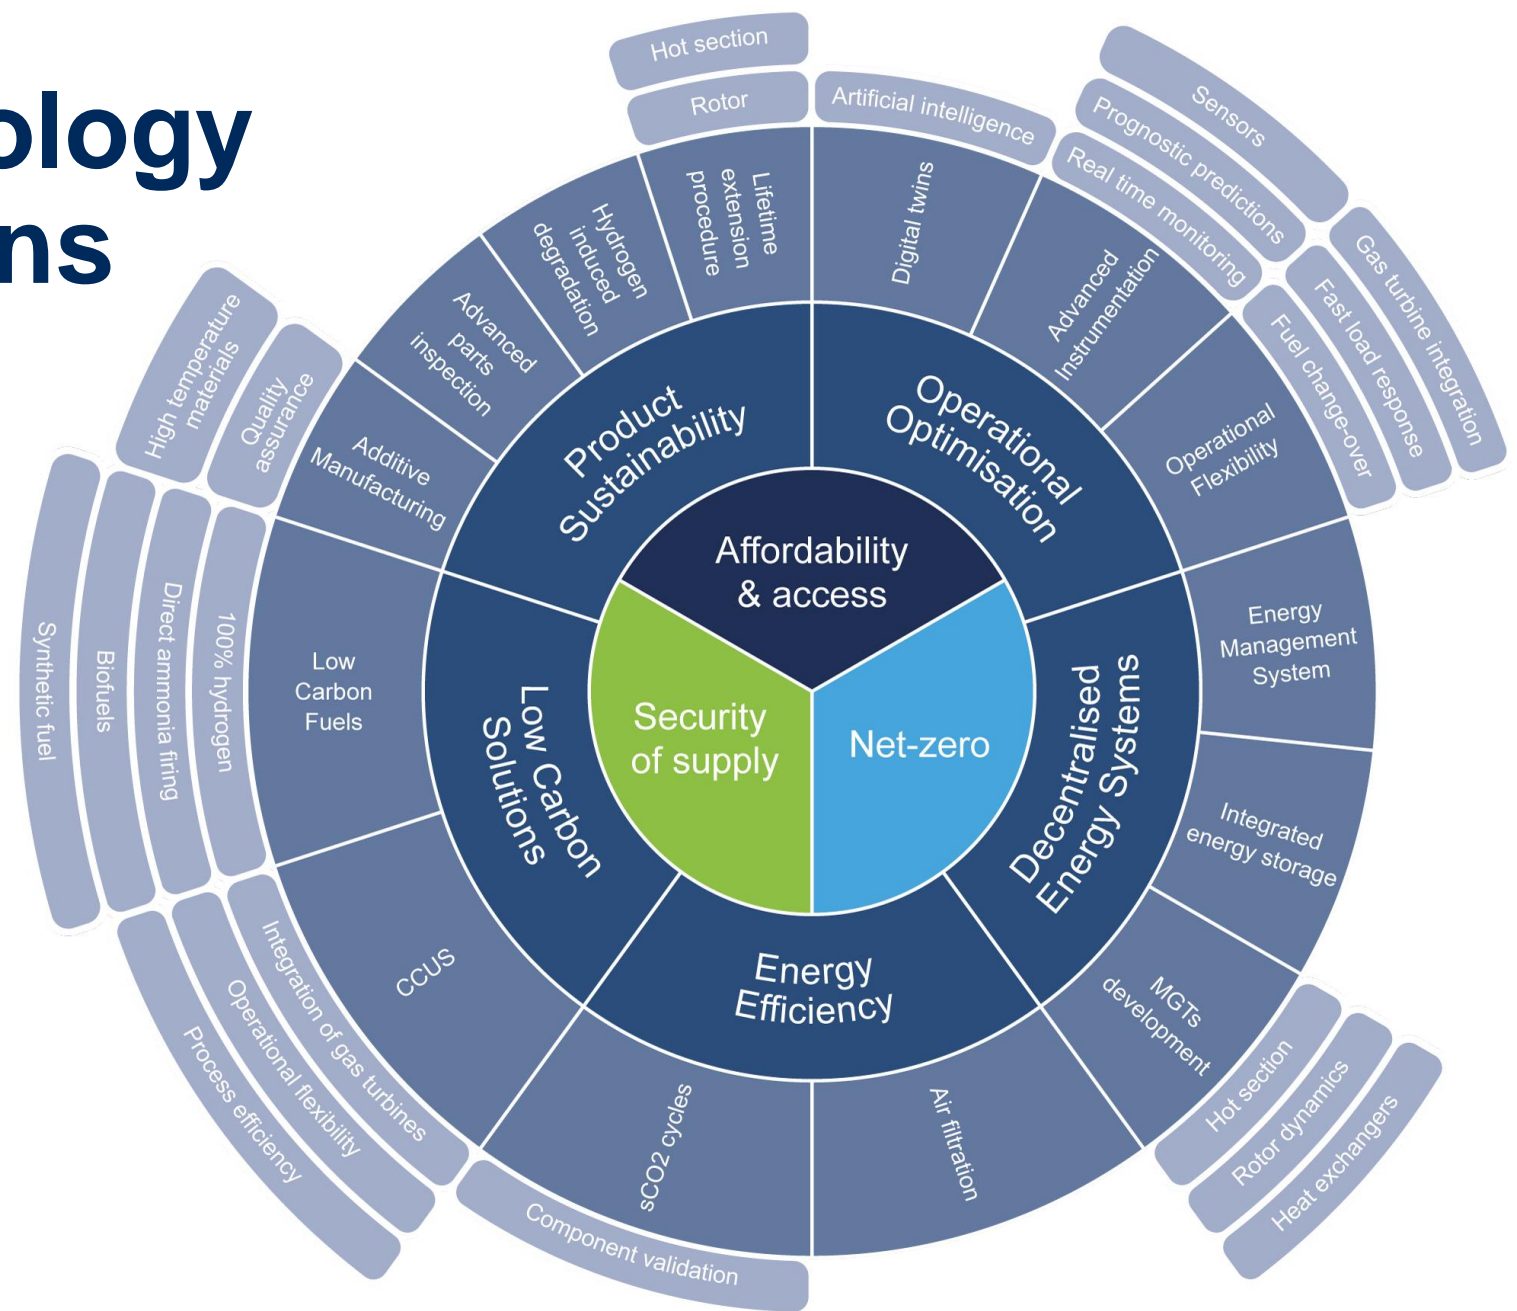 ology
ns
Hot section
Rotor
Artificial intelligence
Sensors
Prognostic predictions
Real time monitoring
Gas turbine integration
Fast load response
Fuel change-over
Lifetime
extension
procedure
Digital twins
Advanced
Instrumentation
Operational
Flexibility
Hydrogen
induced
degradation
Advanced
parts
inspection
High temperature
materials
Quality
assurance
Additive
Manufacturing
Product
Sustainability
Operational
Optimisation
Affordability
& access
Security
of supply
Net-zero
Low Carbon
Solutions
Decentralised
Energy Systems
Energy
Efficiency
Energy
Management
System
Integrated
energy storage
MGTs
development
Hot section
Rotor dynamics
Heat exchangers
Low
Carbon
Fuels
100% hydrogen
Direct ammonia firing
Biofuels
Synthetic fuel
CCUS
Integration of gas turbines
Operational flexibility
Process efficiency
sCO2 cycles
Air filtration
Component validation